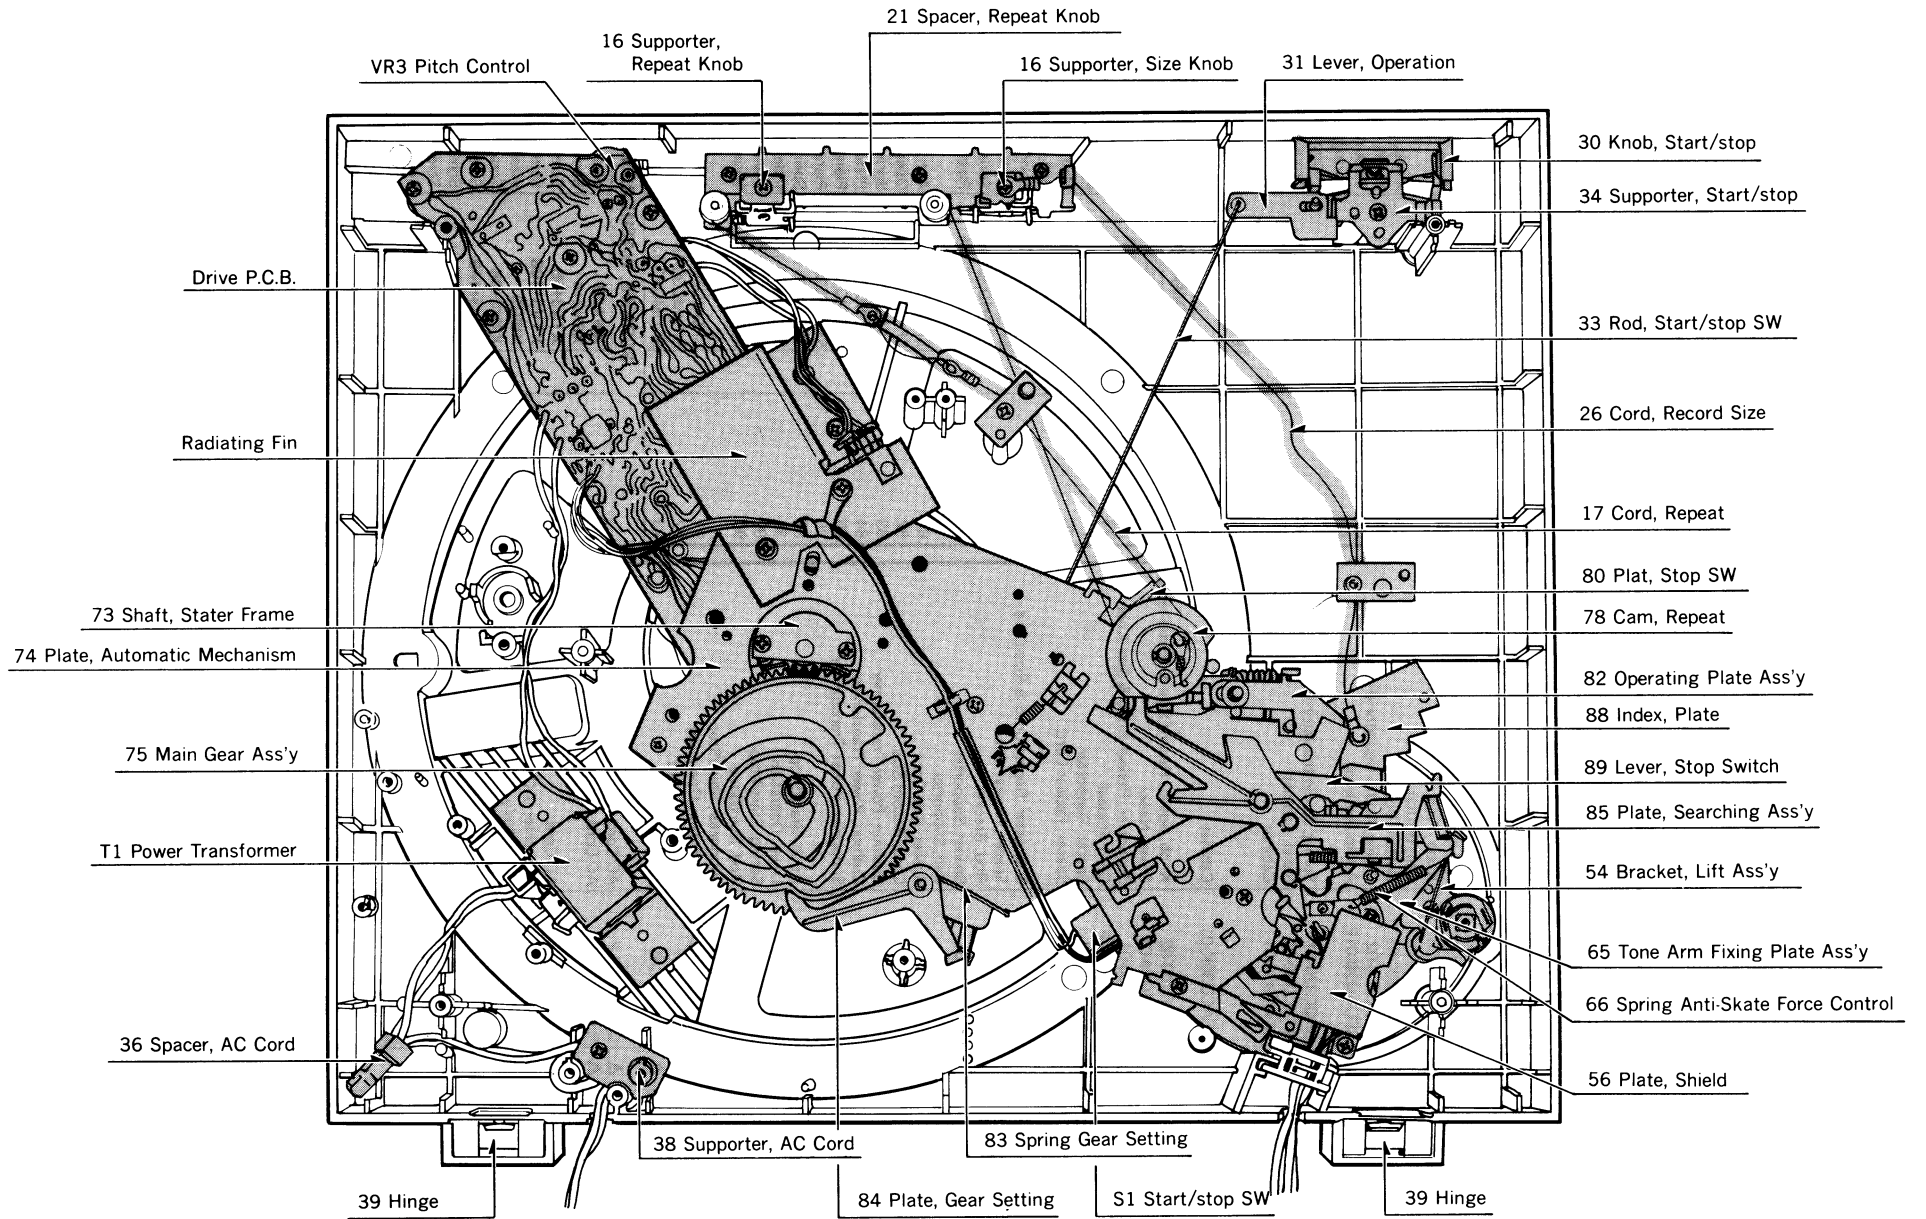 21 Spacer, Repeat Knob
16 Supporter,
Repeat Knob
VR3 Pitch Control
16 Supporter, Size Knob
31 Lever, Operation
30 Knob, Start/stop
34 Supporter, Start/stop
Drive P.C.B.
33 Rod, Start/stop SW
26 Cord, Record Size
Radiating Fin
17 Cord, Repeat
80 Plat, Stop SW
73 Shaft, Stater Frame
78 Cam, Repeat
74 Plate, Automatic Mechanism
82 Operating Plate Ass'y
88 Index, Plate
75 Main Gear Ass'y
89 Lever, Stop Switch
85 Plate, Searching Ass'y
T1 Power Transformer
54 Bracket, Lift Ass'y
65 Tone Arm Fixing Plate Ass'y
66 Spring Anti-Skate Force Control
36 Spacer, AC Cord
56 Plate, Shield
38 Supporter, AC Cord
83 Spring Gear Setting
39 Hinge
84 Plate, Gear Setting
S1 Start/stop SW
39 Hinge